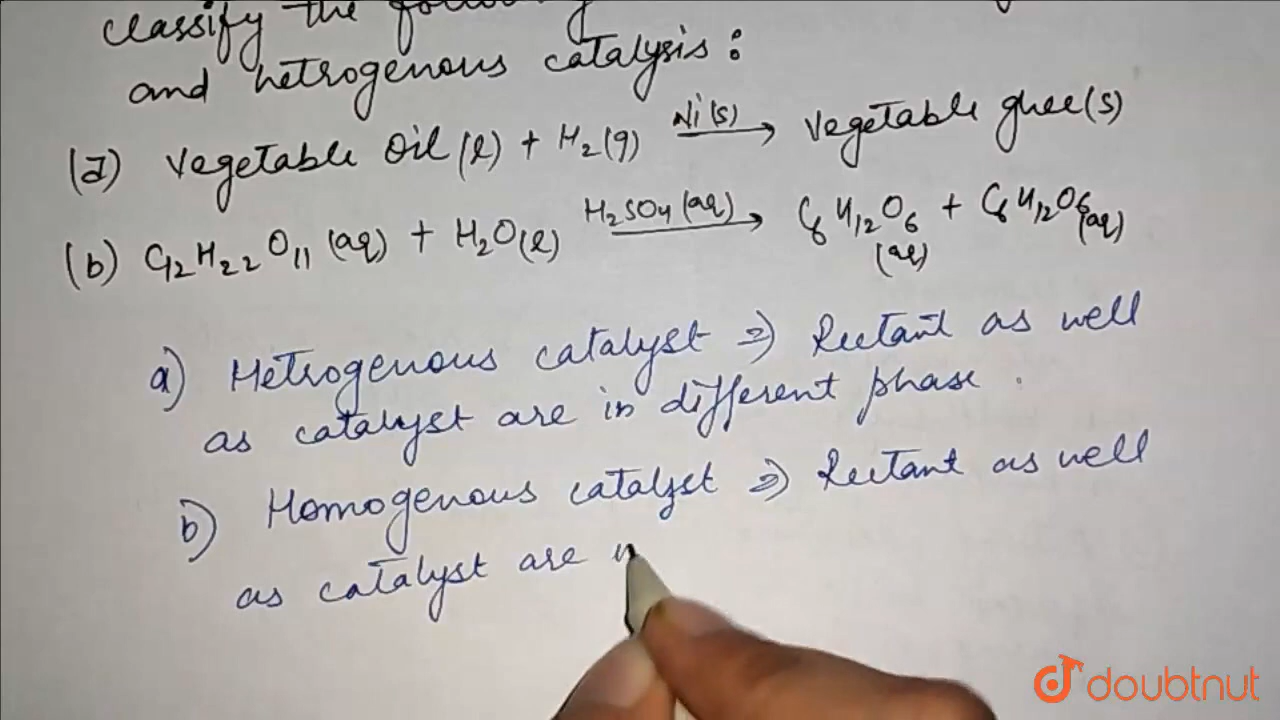 classify the following
and hetrogenous catalysis:
(a) vegetable oil (l) + H2(g) Ni(s) → vegetable ghee(s)
(b) C12H22O11 (aq) + H2O(l) H2SO4(aq) → C6H12O6 + C6H12O6
(aq) (aq)
a) Hetrogenous catalyst ⇒ Rectant as well
as catalyst are in different phase.
b) Homogenous catalyst ⇒ Rectant as well
as catalyst are
doubtnut